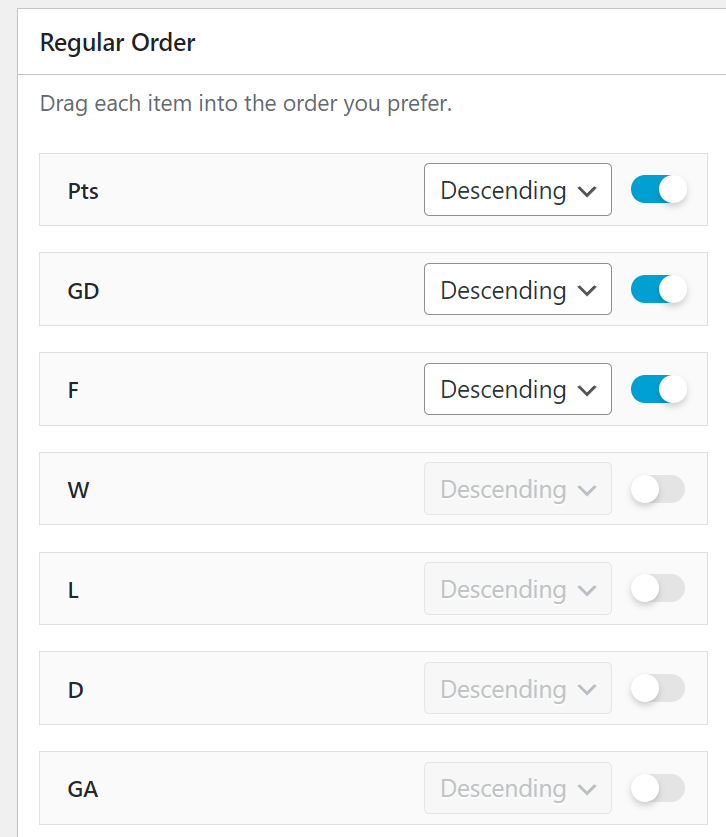 Regular Order
Drag each item into the order you prefer.
Pts Descending
GD Descending
F Descending
W Descending
L Descending
D Descending
GA Descending